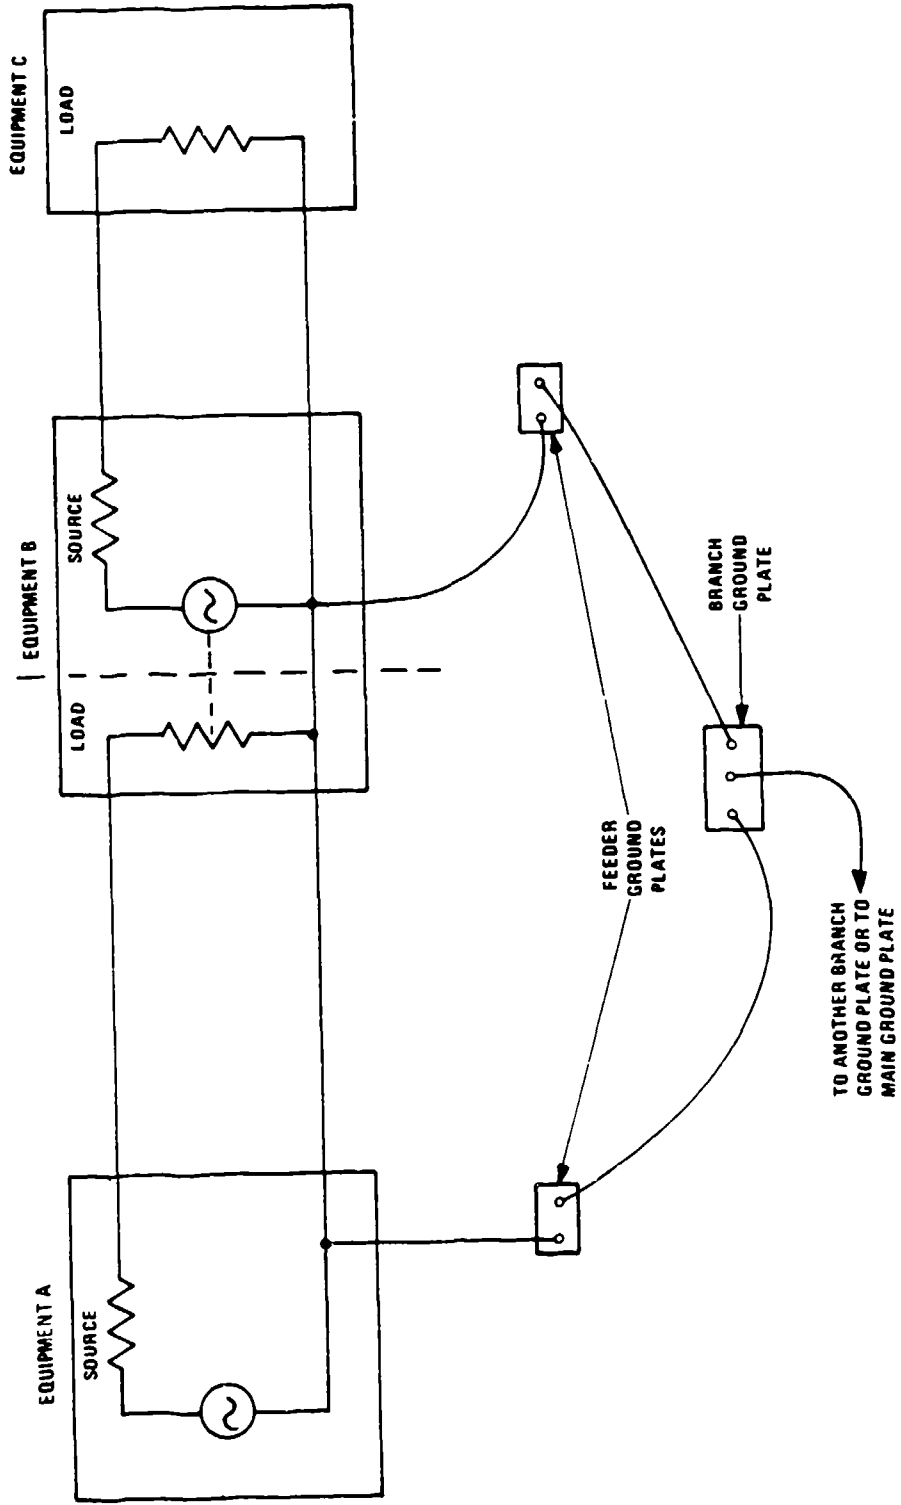 EQUIPMENT A
SOURCE
EQUIPMENT B
LOAD
SOURCE
EQUIPMENT C
LOAD
FEEDER
GROUND
PLATES
BRANCH
GROUND
PLATE
TO ANOTHER BRANCH
GROUND PLATE OR TO
MAIN GROUND PLATE